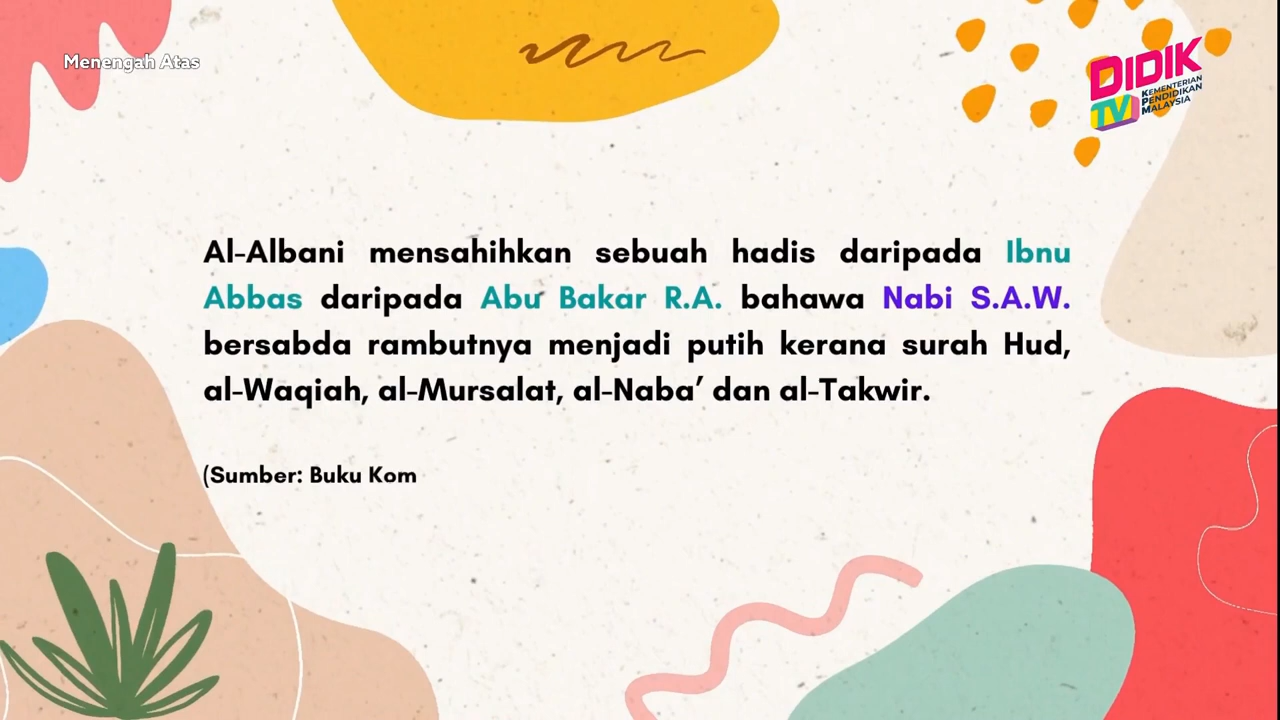 Menengah Atas
DIDIK
TV
KEMENTERIAN
PENDIDIKAN
MALAYSIA
Al-Albani mensahihkan sebuah hadis daripada Ibnu
Abbas daripada Abu Bakar R.A. bahawa Nabi S.A.W.
bersabda rambutnya menjadi putih kerana surah Hud,
al-Waqiah, al-Mursalat, al-Naba’ dan al-Takwir.
(Sumber: Buku Kom